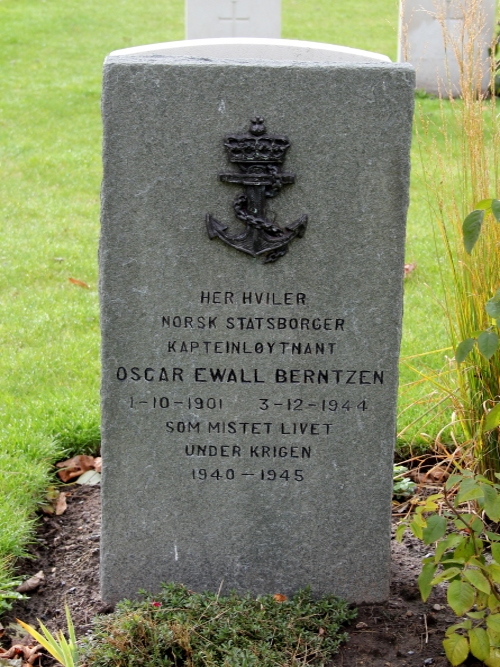 HER HVILER
NORSK STATSBORGER
KAPTEINLØYTNANT
OSCAR EWALL BERNTZEN
1-10-1901 3-12-1944
SOM MISTET LIVET
UNDER KRIGEN
1940 — 1945